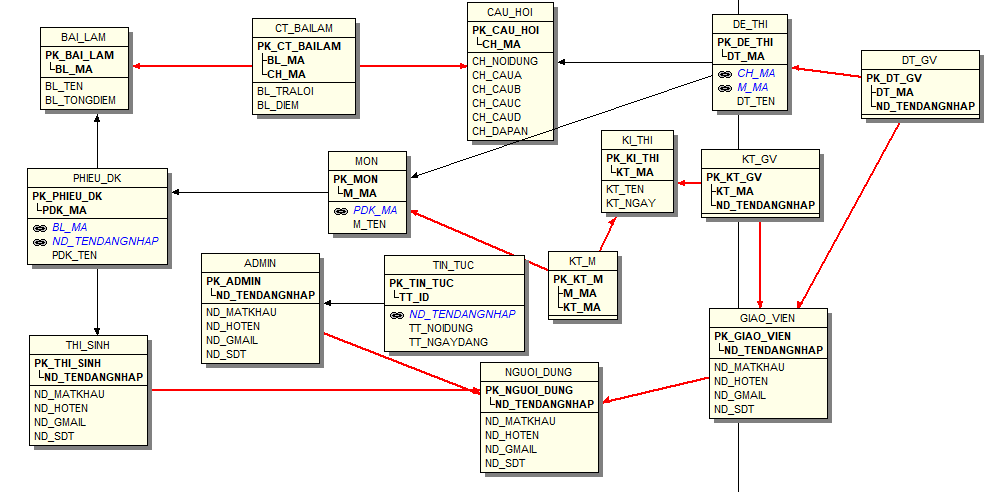 BAI_LAM
PK_BAI_LAM
BL_MA
BL_TEN
BL_TONGDIEM
CT_BAILAM
PK_CT_BAILAM
BL_MA
CH_MA
BL_TRALOI
BL_DIEM
CAU_HOI
PK_CAU_HOI
CH_MA
CH_NOIDUNG
CH_CAUA
CH_CAUB
CH_CAUC
CH_CAUD
CH_DAPAN
DE_THI
PK_DE_THI
DT_MA
CH_MA
M_MA
DT_TEN
DT_GV
PK_DT_GV
DT_MA
ND_TENDANGNHAP
PHIEU_DK
PK_PHIEU_DK
PDK_MA
BL_MA
ND_TENDANGNHAP
PDK_TEN
MON
PK_MON
M_MA
PDK_MA
M_TEN
KI_THI
PK_KI_THI
KT_MA
KT_TEN
KT_NGAY
KT_GV
PK_KT_GV
KT_MA
ND_TENDANGNHAP
ADMIN
PK_ADMIN
ND_TENDANGNHAP
ND_MATKHAU
ND_HOTEN
ND_GMAIL
ND_SDT
TIN_TUC
PK_TIN_TUC
TT_ID
ND_TENDANGNHAP
TT_NOIDUNG
TT_NGAYDANG
KT_M
PK_KT_M
M_MA
KT_MA
THI_SINH
PK_THI_SINH
ND_TENDANGNHAP
ND_MATKHAU
ND_HOTEN
ND_GMAIL
ND_SDT
NGUOI_DUNG
PK_NGUOI_DUNG
ND_TENDANGNHAP
ND_MATKHAU
ND_HOTEN
ND_GMAIL
ND_SDT
GIAO_VIEN
PK_GIAO_VIEN
ND_TENDANGNHAP
ND_MATKHAU
ND_HOTEN
ND_GMAIL
ND_SDT